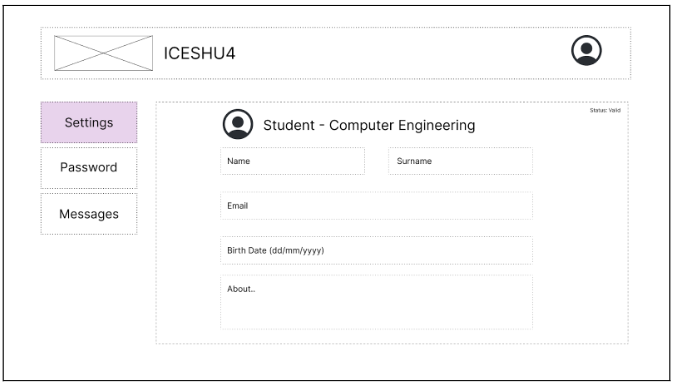 ICESHU4
Settings
Password
Messages
Status: Valid
Student - Computer Engineering
Name
Surname
Email
Birth Date (dd/mm/yyyy)
About..